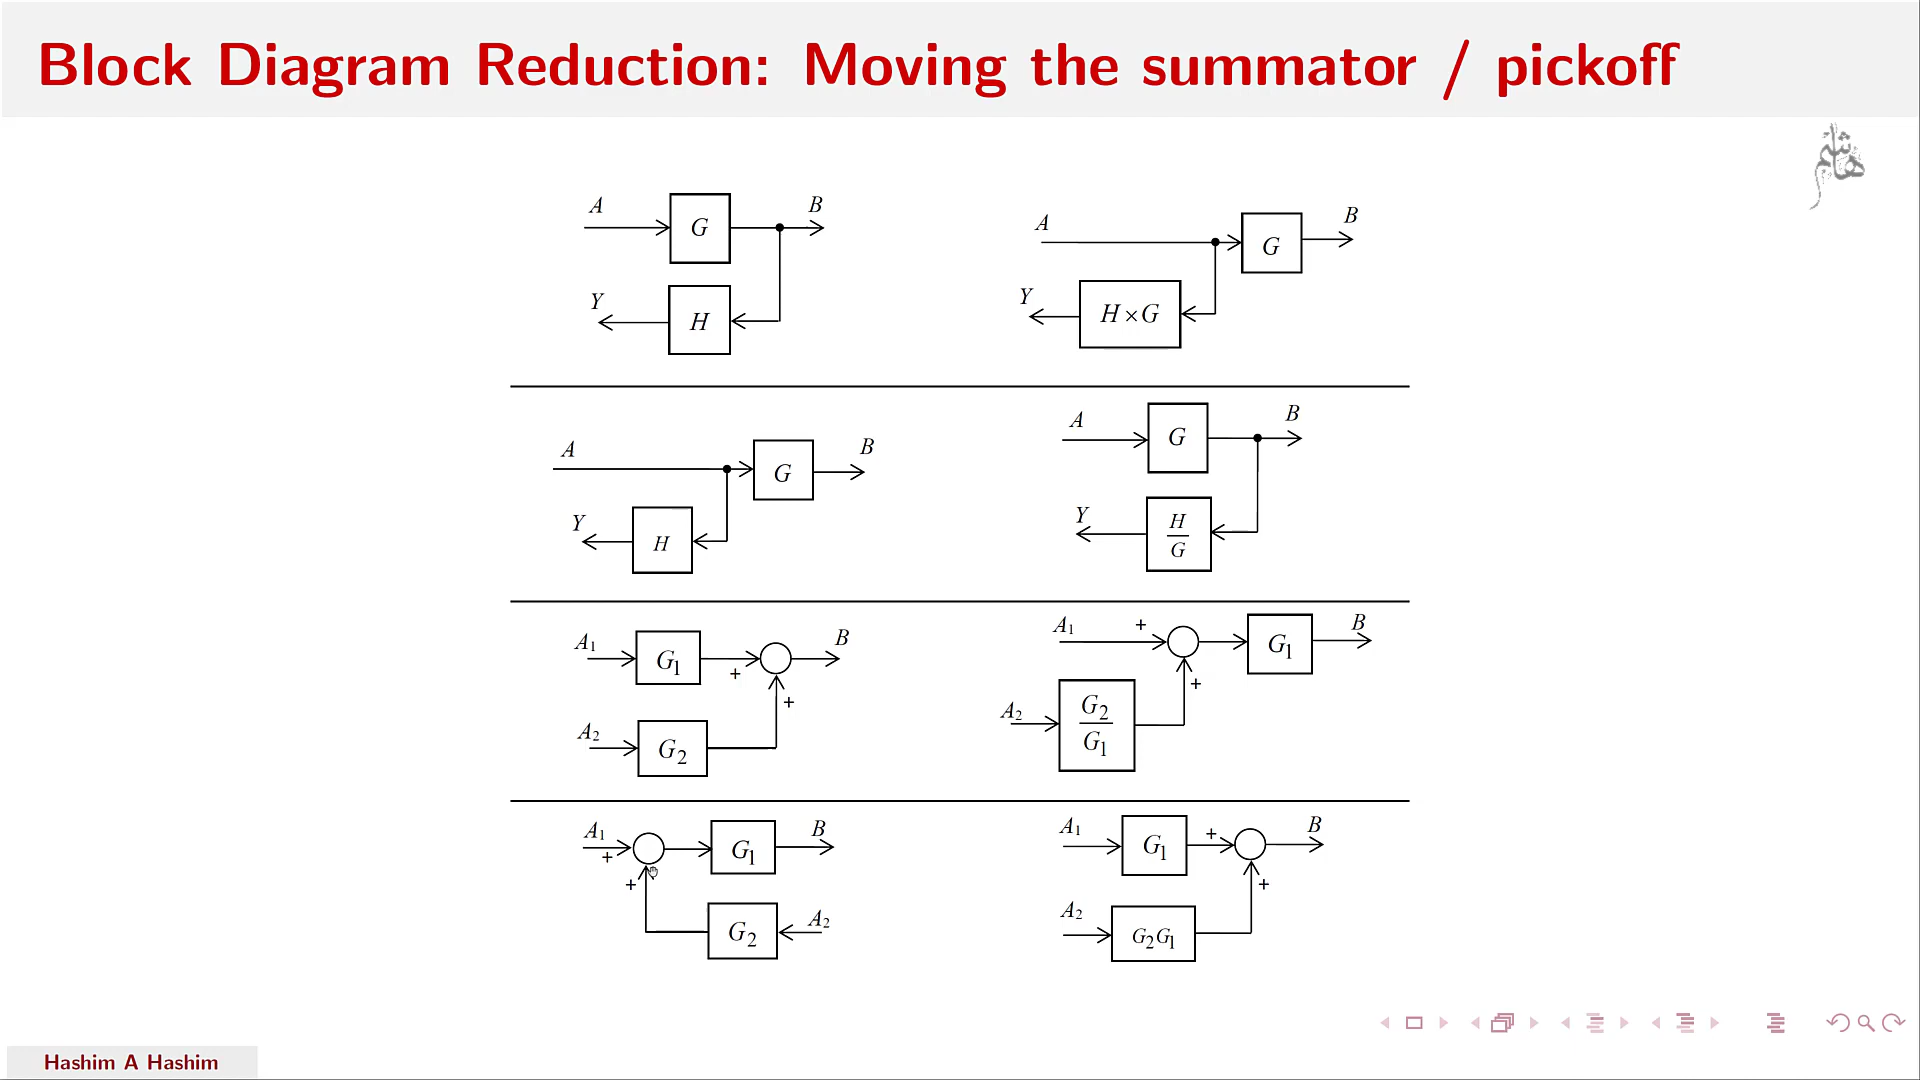 Block Diagram Reduction: Moving the summator / pickoff
هاشم
A G B
Y H
A G B
Y H×G
A G B
Y H
A G B
Y H/G
A₁ G₁ + B
A₂ G₂ +
A₁ + G₁ B
A₂ G₂/G₁ +
A₁ + G₁ B
+ G₂ A₂
A₁ G₁ + B
A₂ G₂G₁ +
Hashim A Hashim